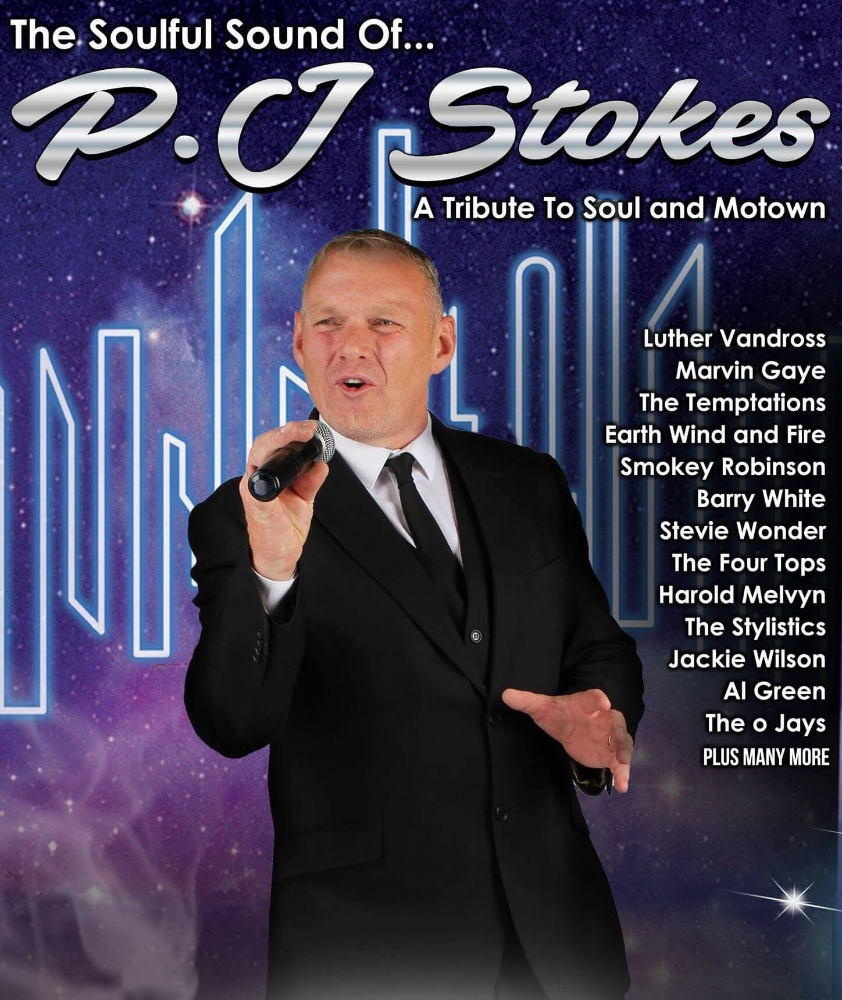 The Soulful Sound Of...
P.J Stokes
A Tribute To Soul and Motown
Luther Vandross
Marvin Gaye
The Temptations
Earth Wind and Fire
Smokey Robinson
Barry White
Stevie Wonder
The Four Tops
Harold Melvyn
The Stylistics
Jackie Wilson
Al Green
The o Jays
PLUS MANY MORE